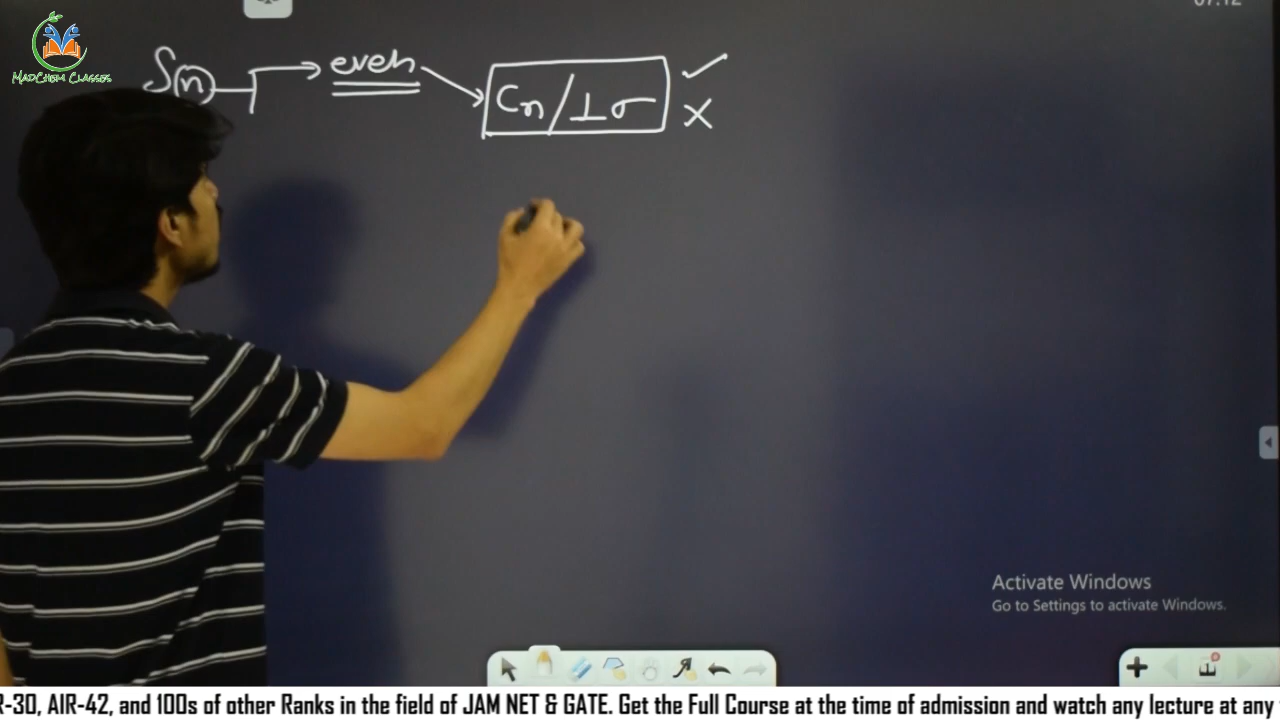 MADCHEM CLASSES
Sn → even
Cn/⊥σ ✓
×
Activate Windows
Go to Settings to activate Windows.
R-30, AIR-42, and 100s of other Ranks in the field of JAM NET & GATE. Get the Full Course at the time of admission and watch any lecture at any